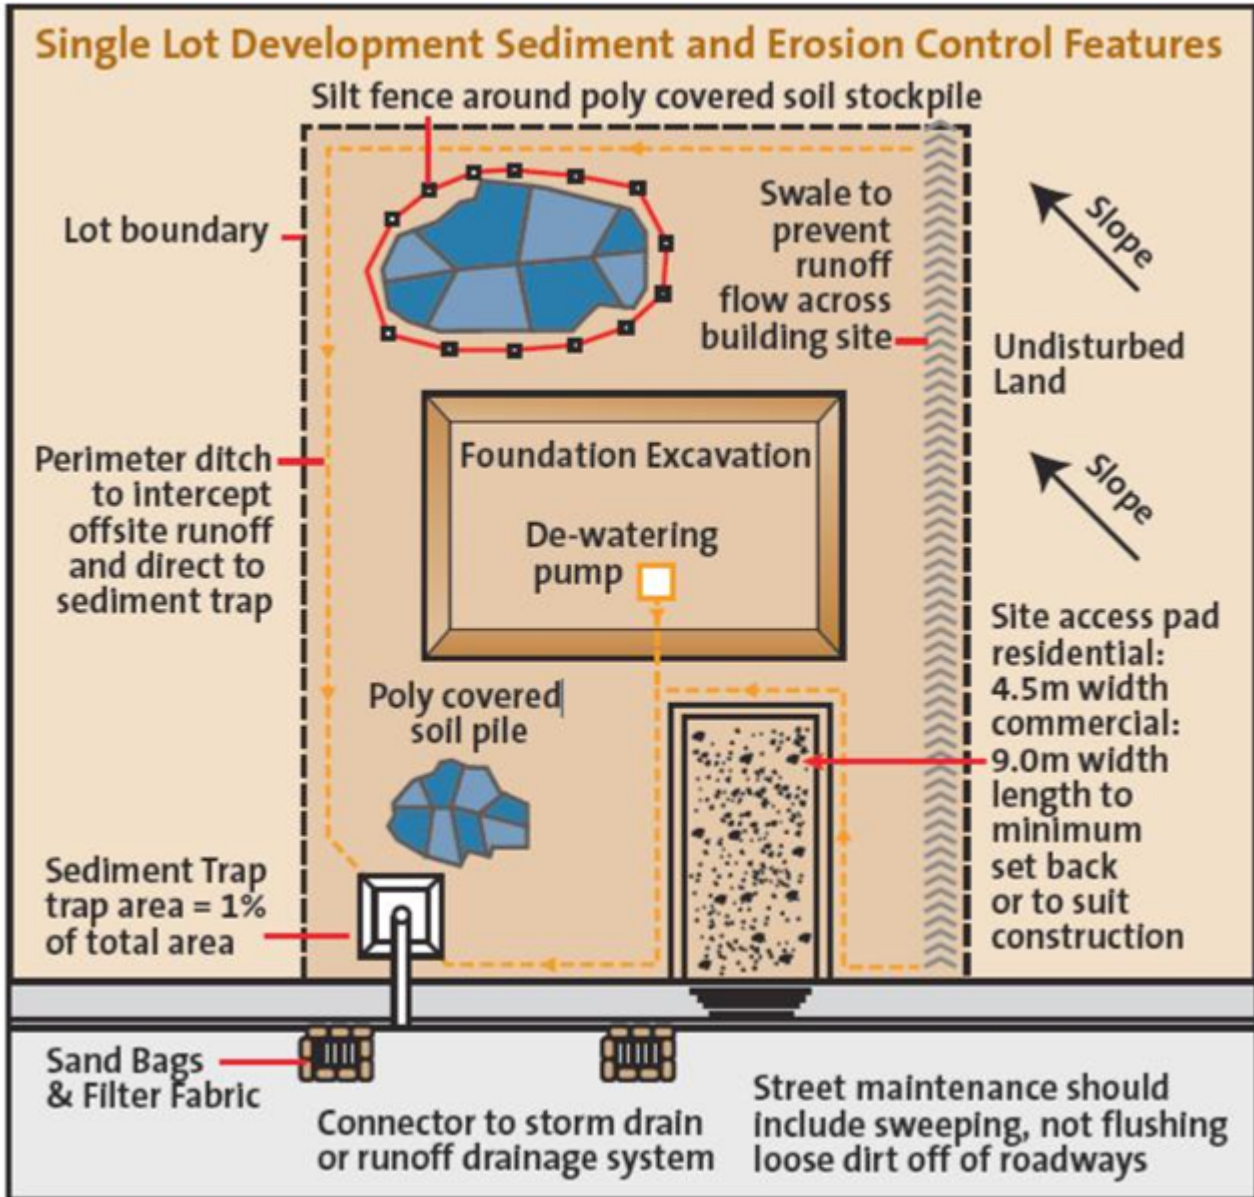 Single Lot Development Sediment and Erosion Control Features
Silt fence around poly covered soil stockpile
Lot boundary
Swale to
prevent
runoff
flow across
building site
Slope
Undisturbed
Land
Slope
Perimeter ditch
to intercept
offsite runoff
and direct to
sediment trap
Foundation Excavation
De-watering
pump
Site access pad
residential:
4.5m width
commercial:
9.0m width
length to
minimum
set back
or to suit
construction
Poly covered
soil pile
Sediment Trap
trap area = 1%
of total area
Sand Bags
& Filter Fabric
Connector to storm drain
or runoff drainage system
Street maintenance should
include sweeping, not flushing
loose dirt off of roadways